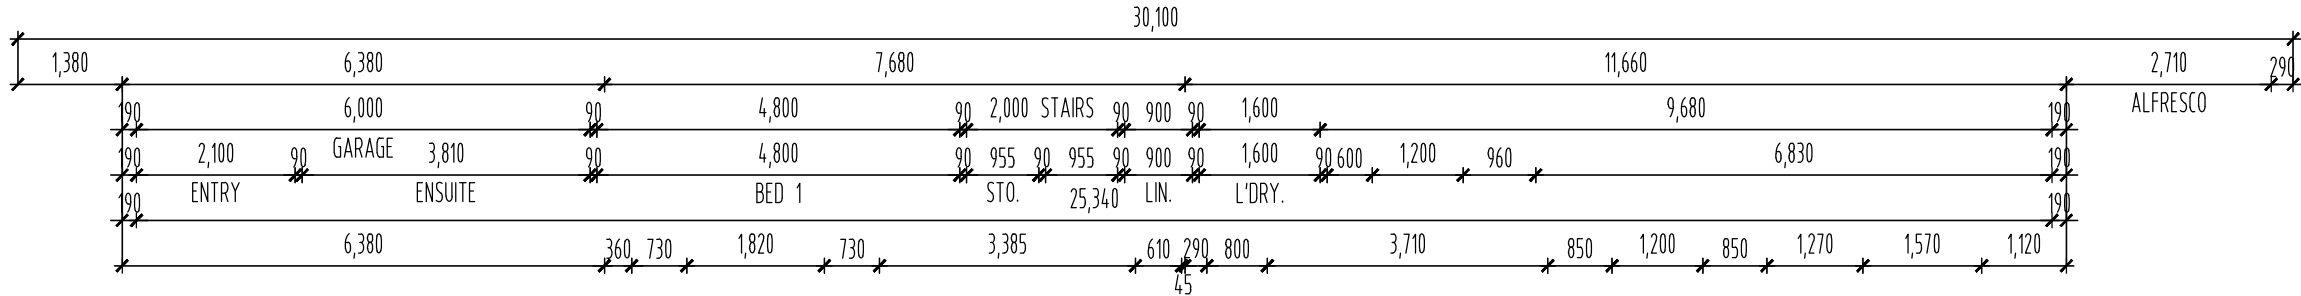 30,100
1,380 6,380 7,680 11,660 2,710 290
190 6,000 90 4,800 90 2,000 STAIRS 90 900 90 1,600 9,680 190 ALFRESCO
GARAGE
190 2,100 90 3,810 90 4,800 90 955 90 955 90 900 90 1,600 90 600 1,200 960 6,830 190
ENTRY ENSUITE BED 1 STO. LIN. L'DRY.
190 25,340 190
6,380 360 730 1,820 730 3,385 610 290 800 3,710 850 1,200 850 1,270 1,570 1,120
45